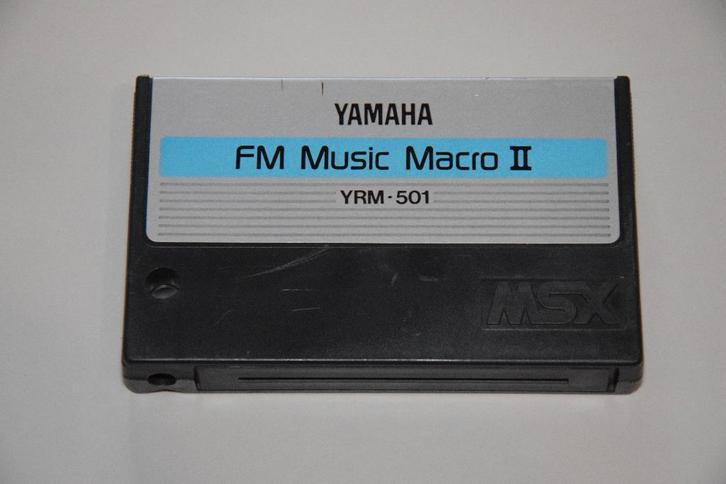 YAMAHA
FM Music Macro II
YRM·501
MSX